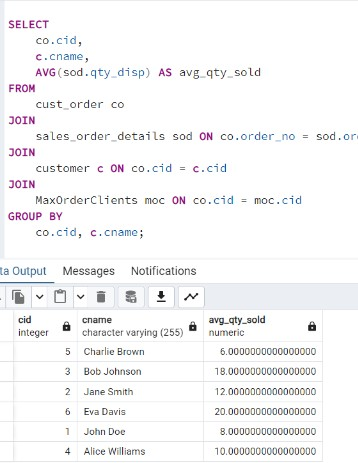 SELECT
co.cid,
c.cname,
AVG(sod.qty_disp) AS avg_qty_sold
FROM
cust_order co
JOIN
sales_order_details sod ON co.order_no = sod.or
JOIN
customer c ON co.cid = c.cid
JOIN
MaxOrderClients moc ON co.cid = moc.cid
GROUP BY
co.cid, c.cname;
ta Output Messages Notifications
cid cname avg_qty_sold
integer character varying (255) numeric
5 Charlie Brown 6.0000000000000000
3 Bob Johnson 18.0000000000000000
2 Jane Smith 12.0000000000000000
6 Eva Davis 20.0000000000000000
1 John Doe 8.0000000000000000
4 Alice Williams 10.0000000000000000